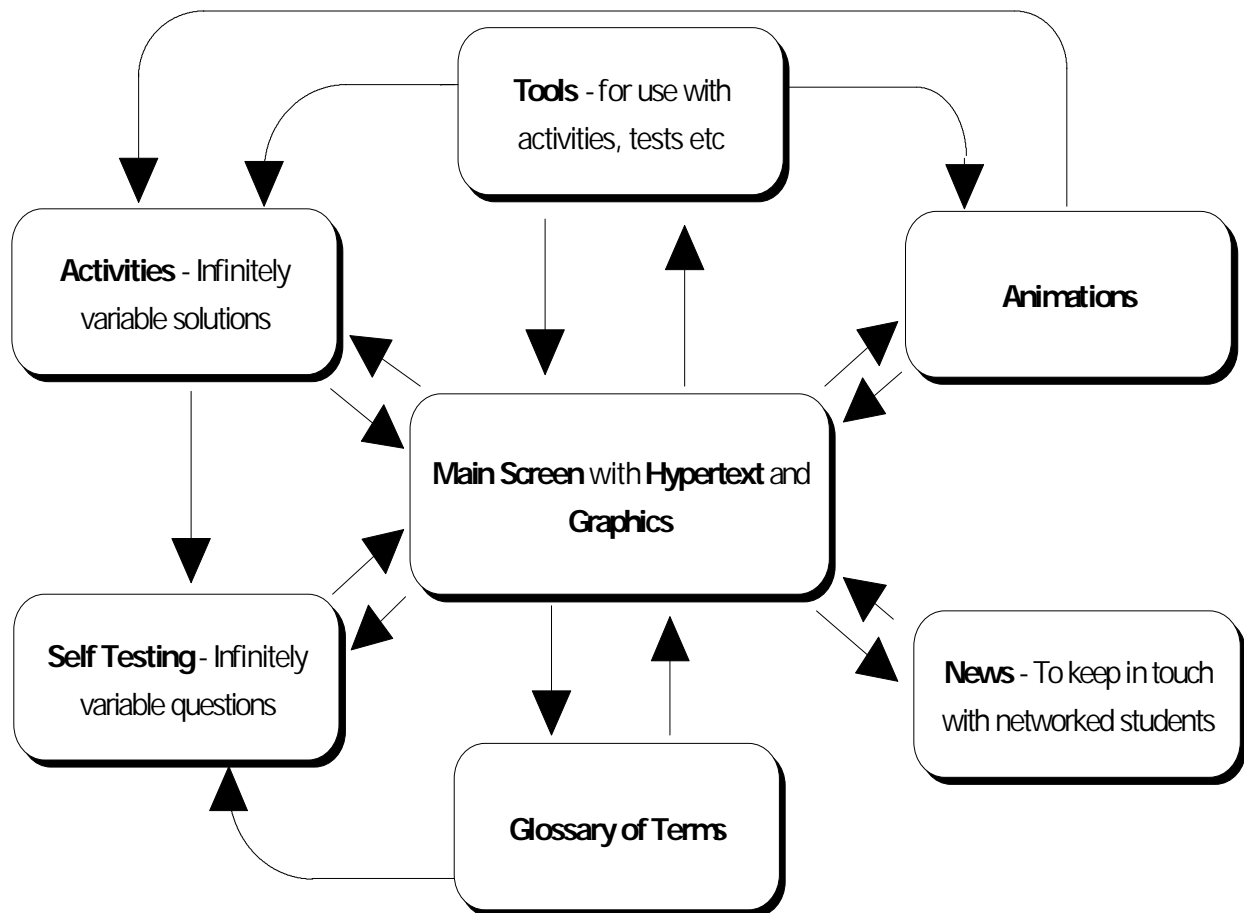 Tools - for use with
activities, tests etc
Activities - Infinitely
variable solutions
Animations
Main Screen with Hypertext and
Graphics
Self Testing - Infinitely
variable questions
News - To keep in touch
with networked students
Glossary of Terms